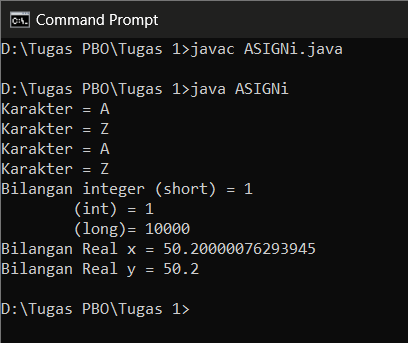 Command Prompt
D:\Tugas PBO\Tugas 1>javac ASIGNi.java
D:\Tugas PBO\Tugas 1>java ASIGNi
Karakter = A
Karakter = Z
Karakter = A
Karakter = Z
Bilangan integer (short) = 1
        (int) = 1
        (long)= 10000
Bilangan Real x = 50.20000076293945
Bilangan Real y = 50.2
D:\Tugas PBO\Tugas 1>